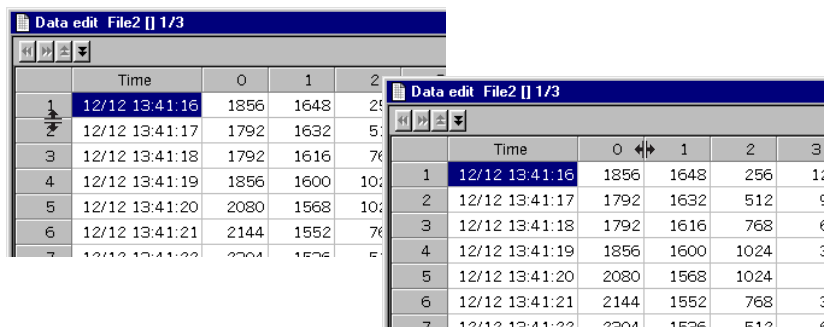 Data edit File2 [] 1/3
Time 0 1 2
1 12/12 13:41:16 1856 1648
2 12/12 13:41:17 1792 1632
3 12/12 13:41:18 1792 1616
4 12/12 13:41:19 1856 1600
5 12/12 13:41:20 2080 1568
6 12/12 13:41:21 2144 1552
Data edit File2 [] 1/3
Time 0 1 2 3
1 12/12 13:41:16 1856 1648 256
2 12/12 13:41:17 1792 1632 512
3 12/12 13:41:18 1792 1616 768
4 12/12 13:41:19 1856 1600 1024
5 12/12 13:41:20 2080 1568 1024
6 12/12 13:41:21 2144 1552 768